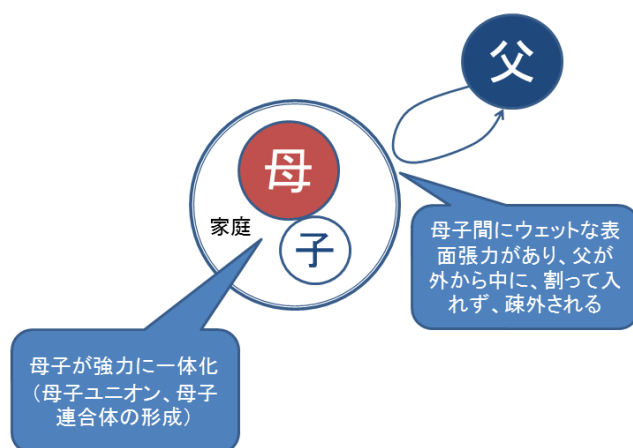 父
母
家庭
子
母子間にウェットな表
面張力があり、父が
外から中に、割って入
れず、疎外される
母子が強力に一体化
（母子ユニオン、母子
連合体の形成）